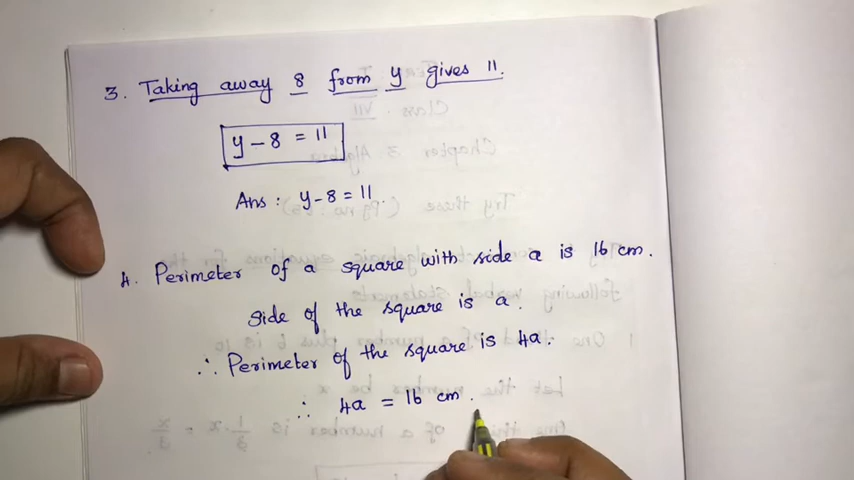 3. Taking away 8 from y gives 11.
y - 8 = 11
Ans : y - 8 = 11.
4. Perimeter of a square with side a is 16 cm.
Side of the square is a.
∴ Perimeter of the square is 4a.
∴ 4a = 16 cm.